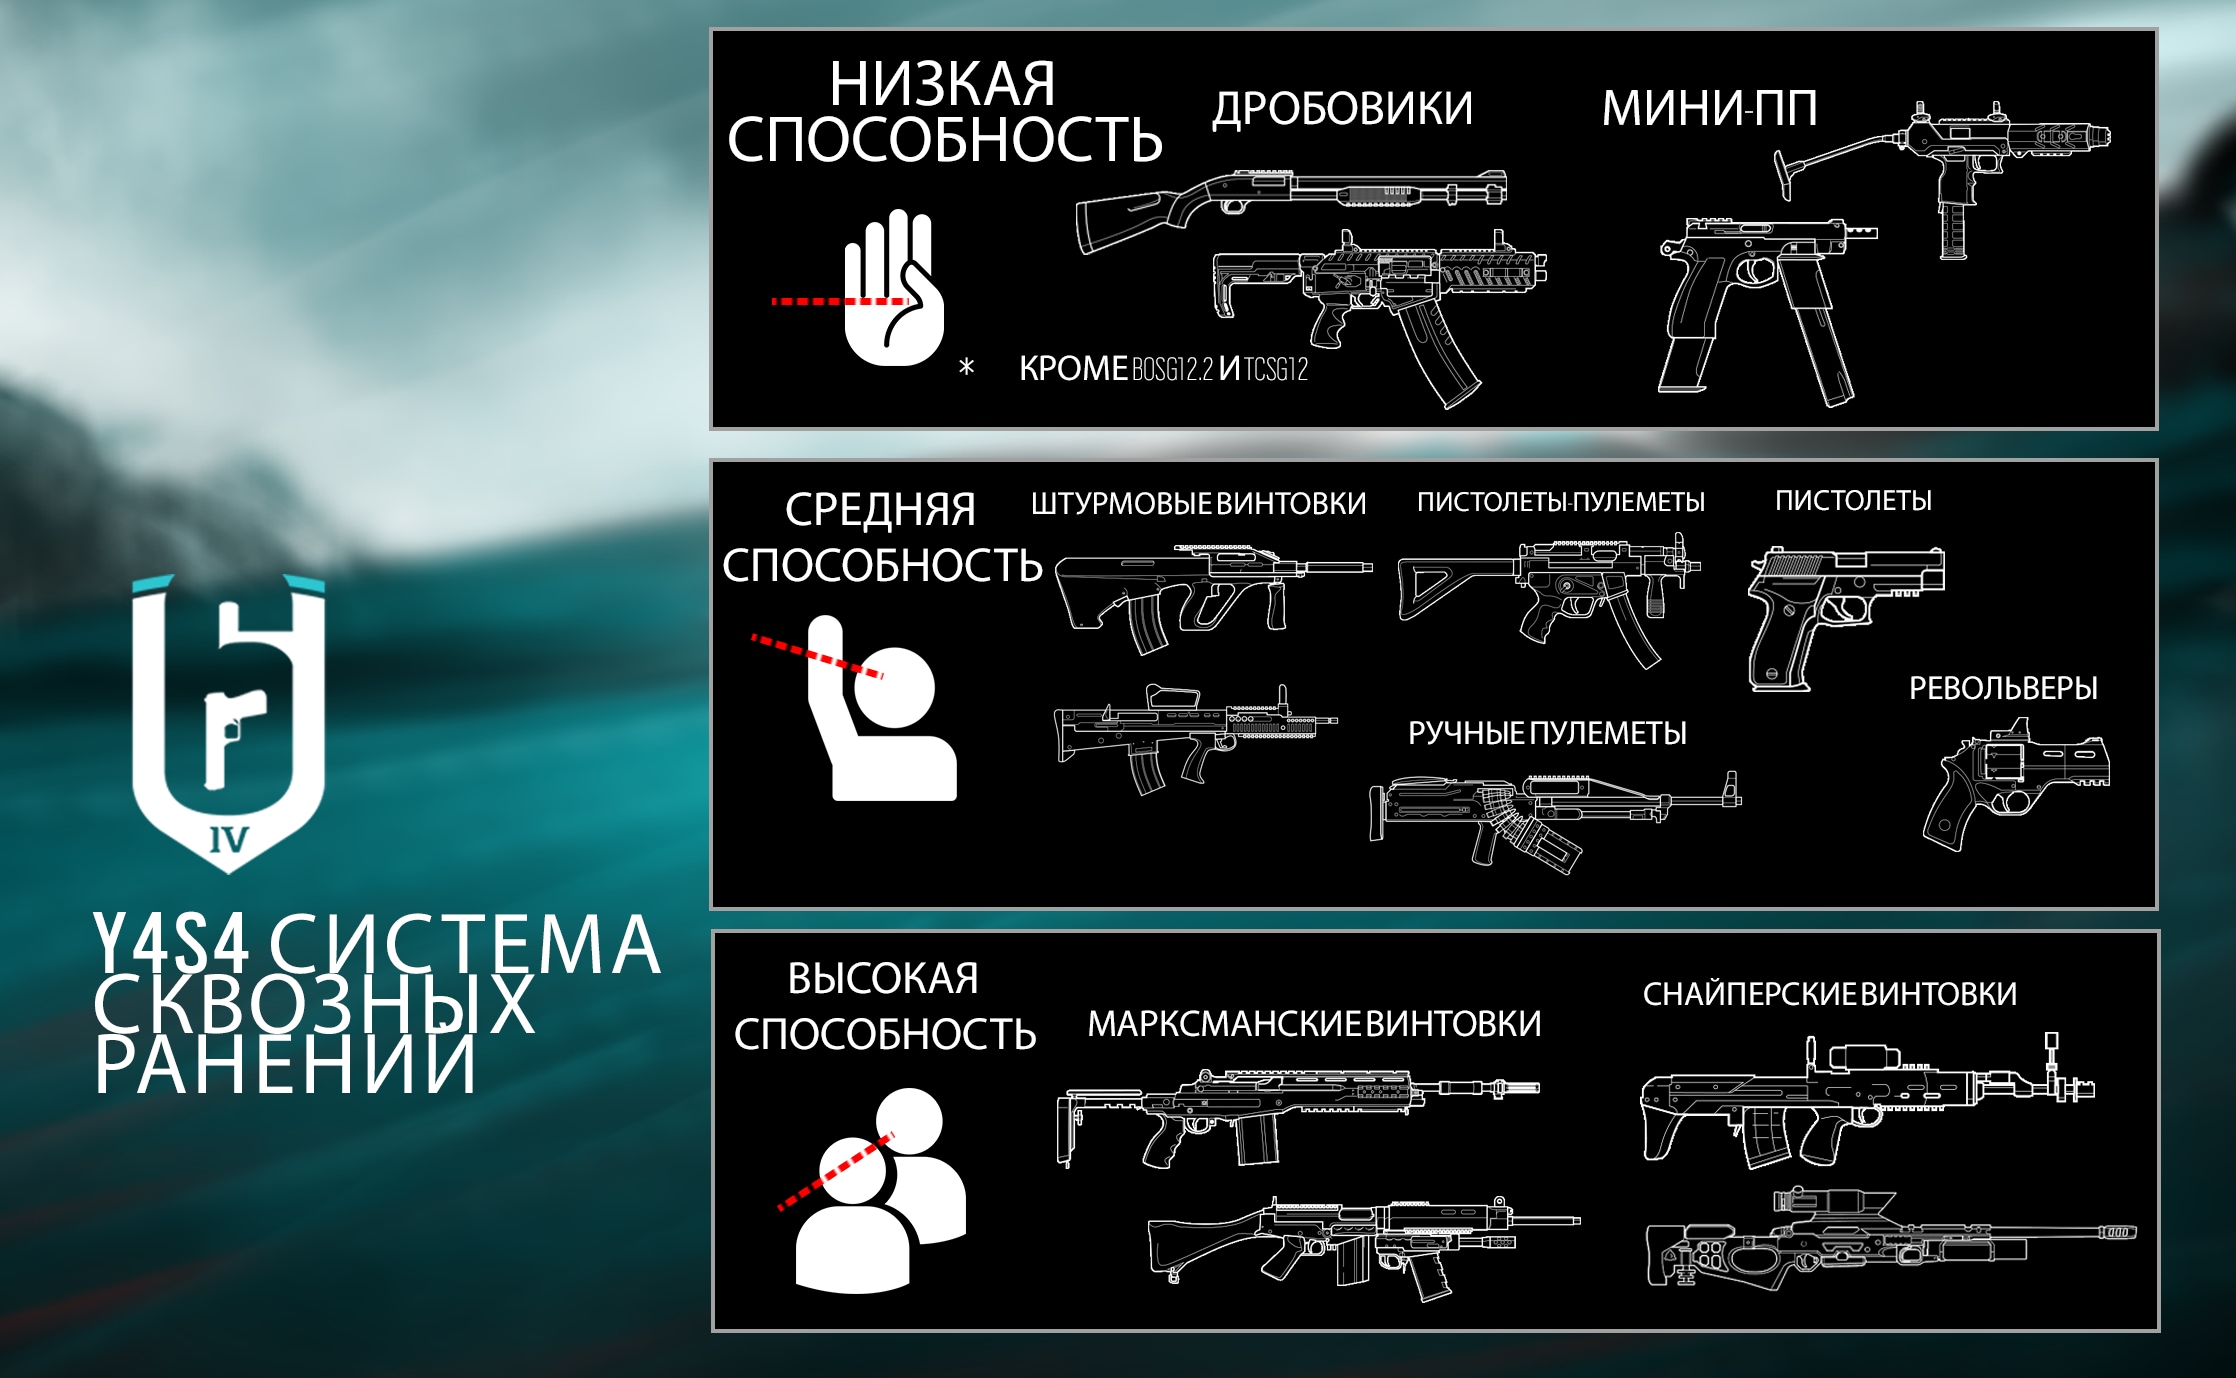 IV
Y4S4 СИСТЕМА
СКВОЗНЫХ
РАНЕНИЙ
НИЗКАЯ
СПОСОБНОСТЬ
ДРОБОВИКИ
МИНИ-ПП
* КРОМЕ BOSG12.2 И TCSG12
СРЕДНЯЯ
СПОСОБНОСТЬ
ШТУРМОВЫЕ ВИНТОВКИ
ПИСТОЛЕТЫ-ПУЛЕМЕТЫ
ПИСТОЛЕТЫ
РЕВОЛЬВЕРЫ
РУЧНЫЕ ПУЛЕМЕТЫ
ВЫСОКАЯ
СПОСОБНОСТЬ
МАРКСМАНСКИЕ ВИНТОВКИ
СНАЙПЕРСКИЕ ВИНТОВКИ